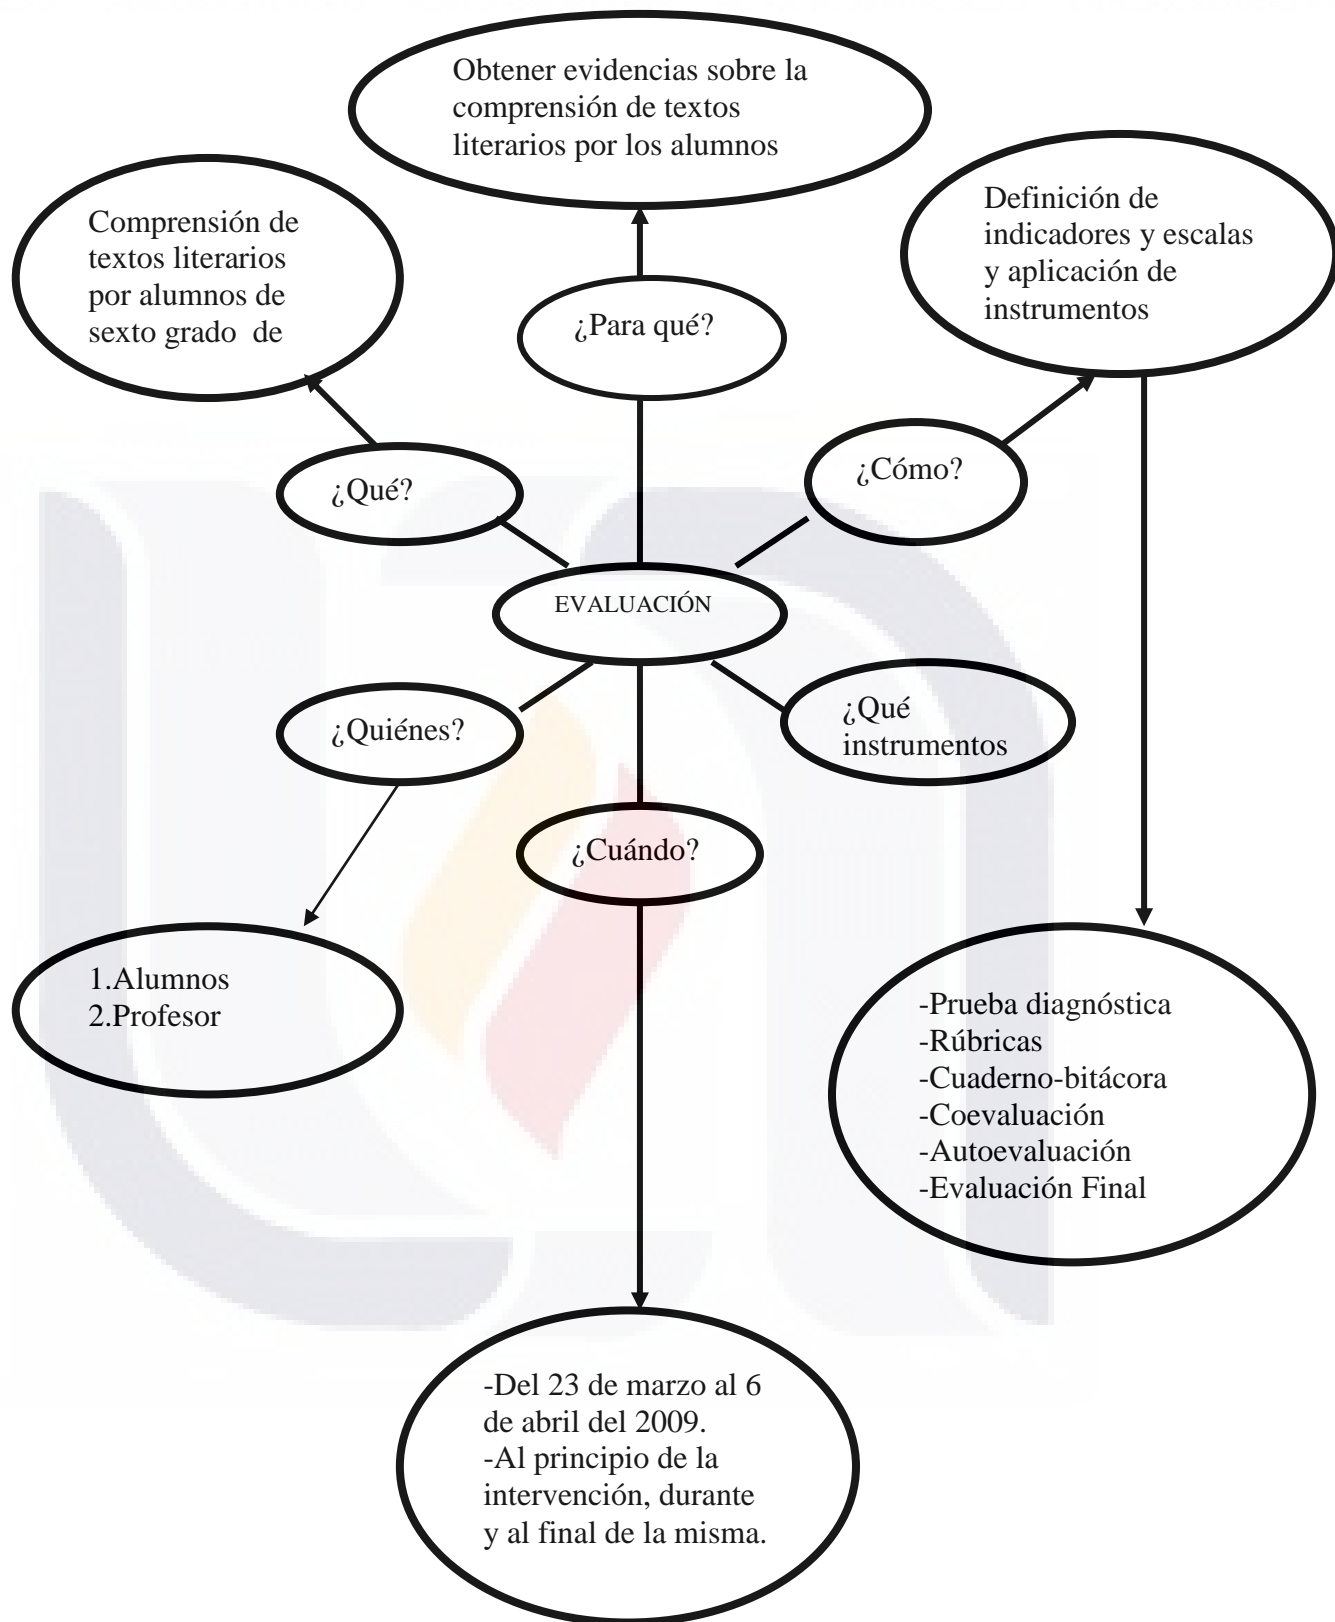 Obtener evidencias sobre la
comprensión de textos
literarios por los alumnos
Comprensión de
textos literarios
por alumnos de
sexto grado de
Definición de
indicadores y escalas
y aplicación de
instrumentos
¿Para qué?
¿Cómo?
¿Qué?
EVALUACIÓN
¿Quiénes?
¿Qué
instrumentos
¿Cuándo?
1.Alumnos
2.Profesor
-Prueba diagnóstica
-Rúbricas
-Cuaderno-bitácora
-Coevaluación
-Autoevaluación
-Evaluación Final
-Del 23 de marzo al 6
de abril del 2009.
-Al principio de la
intervención, durante
y al final de la misma.